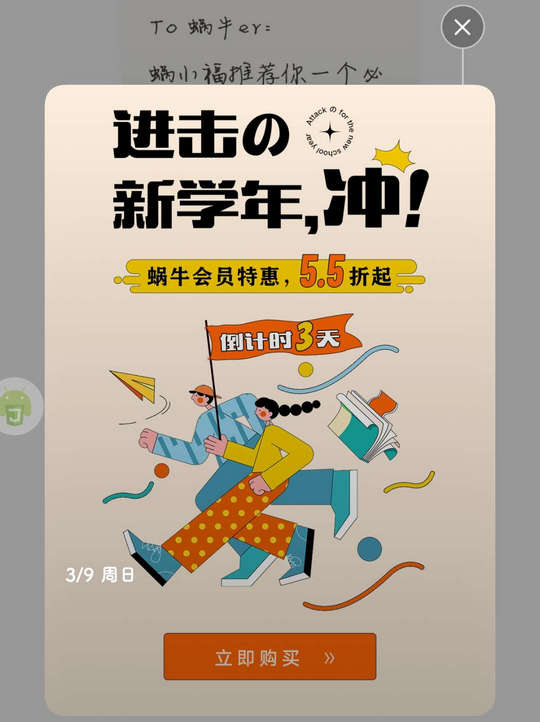 To 蜗牛er:
蜗小福推荐你一个必
进击の
Attack の for the new school year
新学年,冲!
蜗牛会员特惠，5.5折起
倒计时3天
3/9 周日
立即购买 »